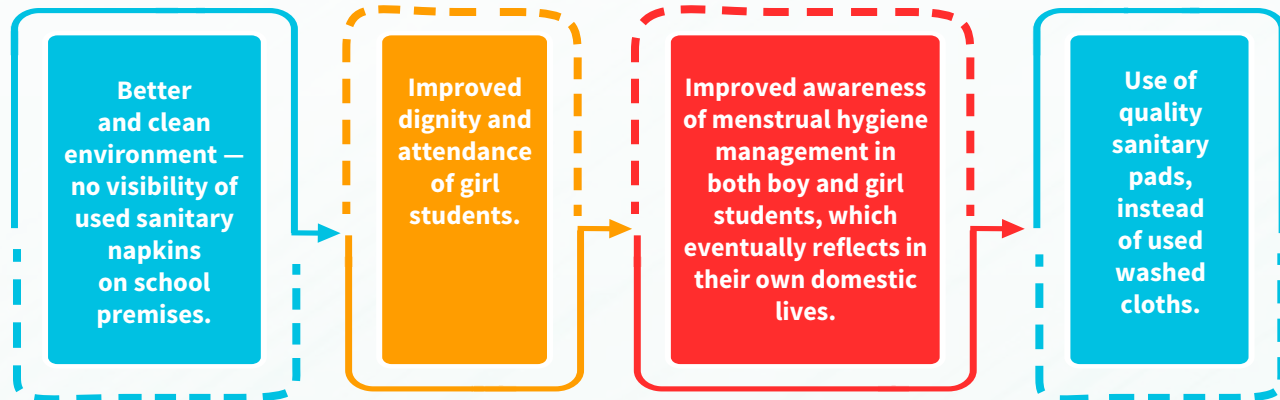 Better
and clean
environment —
no visibility of
used sanitary
napkins
on school
premises.
Improved
dignity and
attendance
of girl
students.
Improved awareness
of menstrual hygiene
management in
both boy and girl
students, which
eventually reflects in
their own domestic
lives.
Use of
quality
sanitary
pads,
instead
of used
washed
cloths.